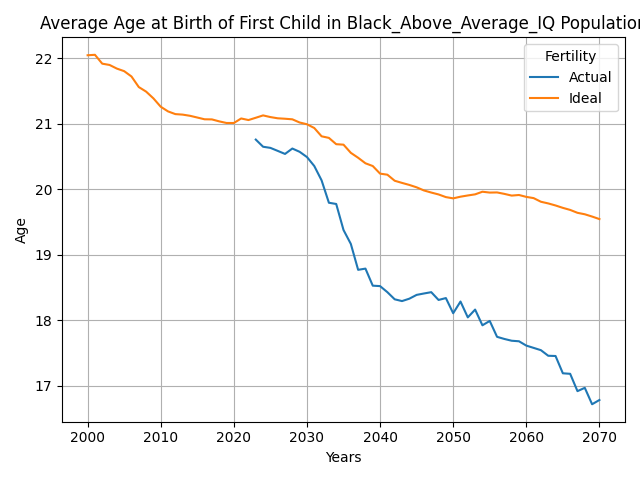 Average Age at Birth of First Child in Black_Above_Average_IQ Population
Fertility
Actual
Ideal
22
21
20
19
18
17
Age
2000 2010 2020 2030 2040 2050 2060 2070
Years